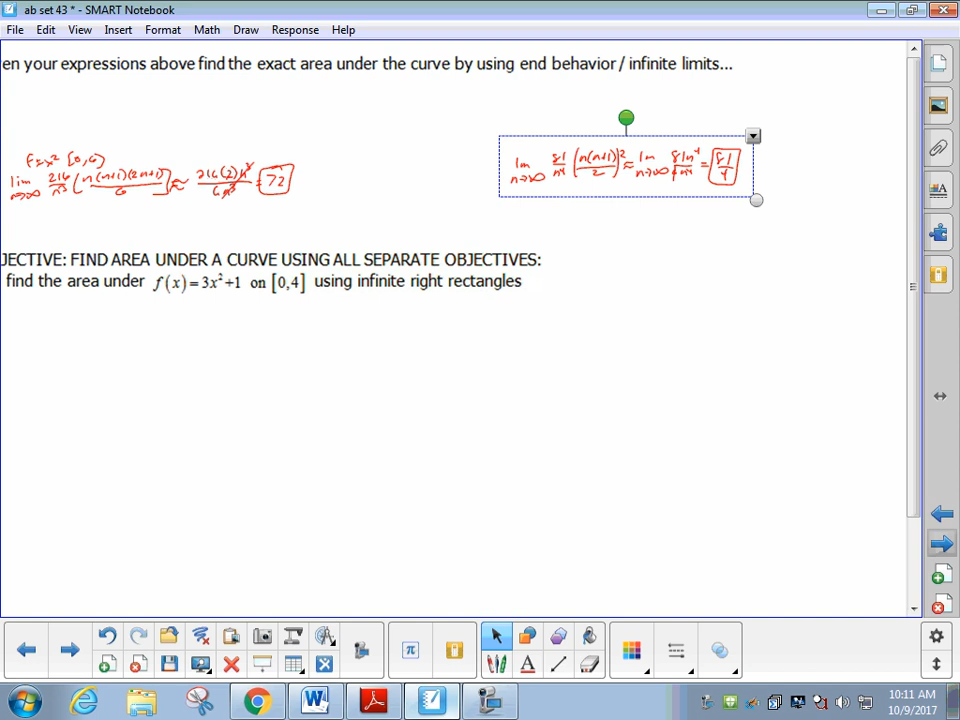 ab set 43 * - SMART Notebook
File Edit View Insert Format Math Draw Response Help
en your expressions above find the exact area under the curve by using end behavior / infinite limits...
f=x² [0,6]
lim n→∞ 216/n³ (n(n+1)(2n+1)/6) ≈ 216(2)n³/6n³ = 72
lim n→∞ 81/n⁴ (n(n+1)/2)² ≈ lim n→∞ 81n⁴/4n⁴ = 81/4
JECTIVE: FIND AREA UNDER A CURVE USING ALL SEPARATE OBJECTIVES:
find the area under f(x)=3x²+1 on [0,4] using infinite right rectangles
10:11 AM
10/9/2017